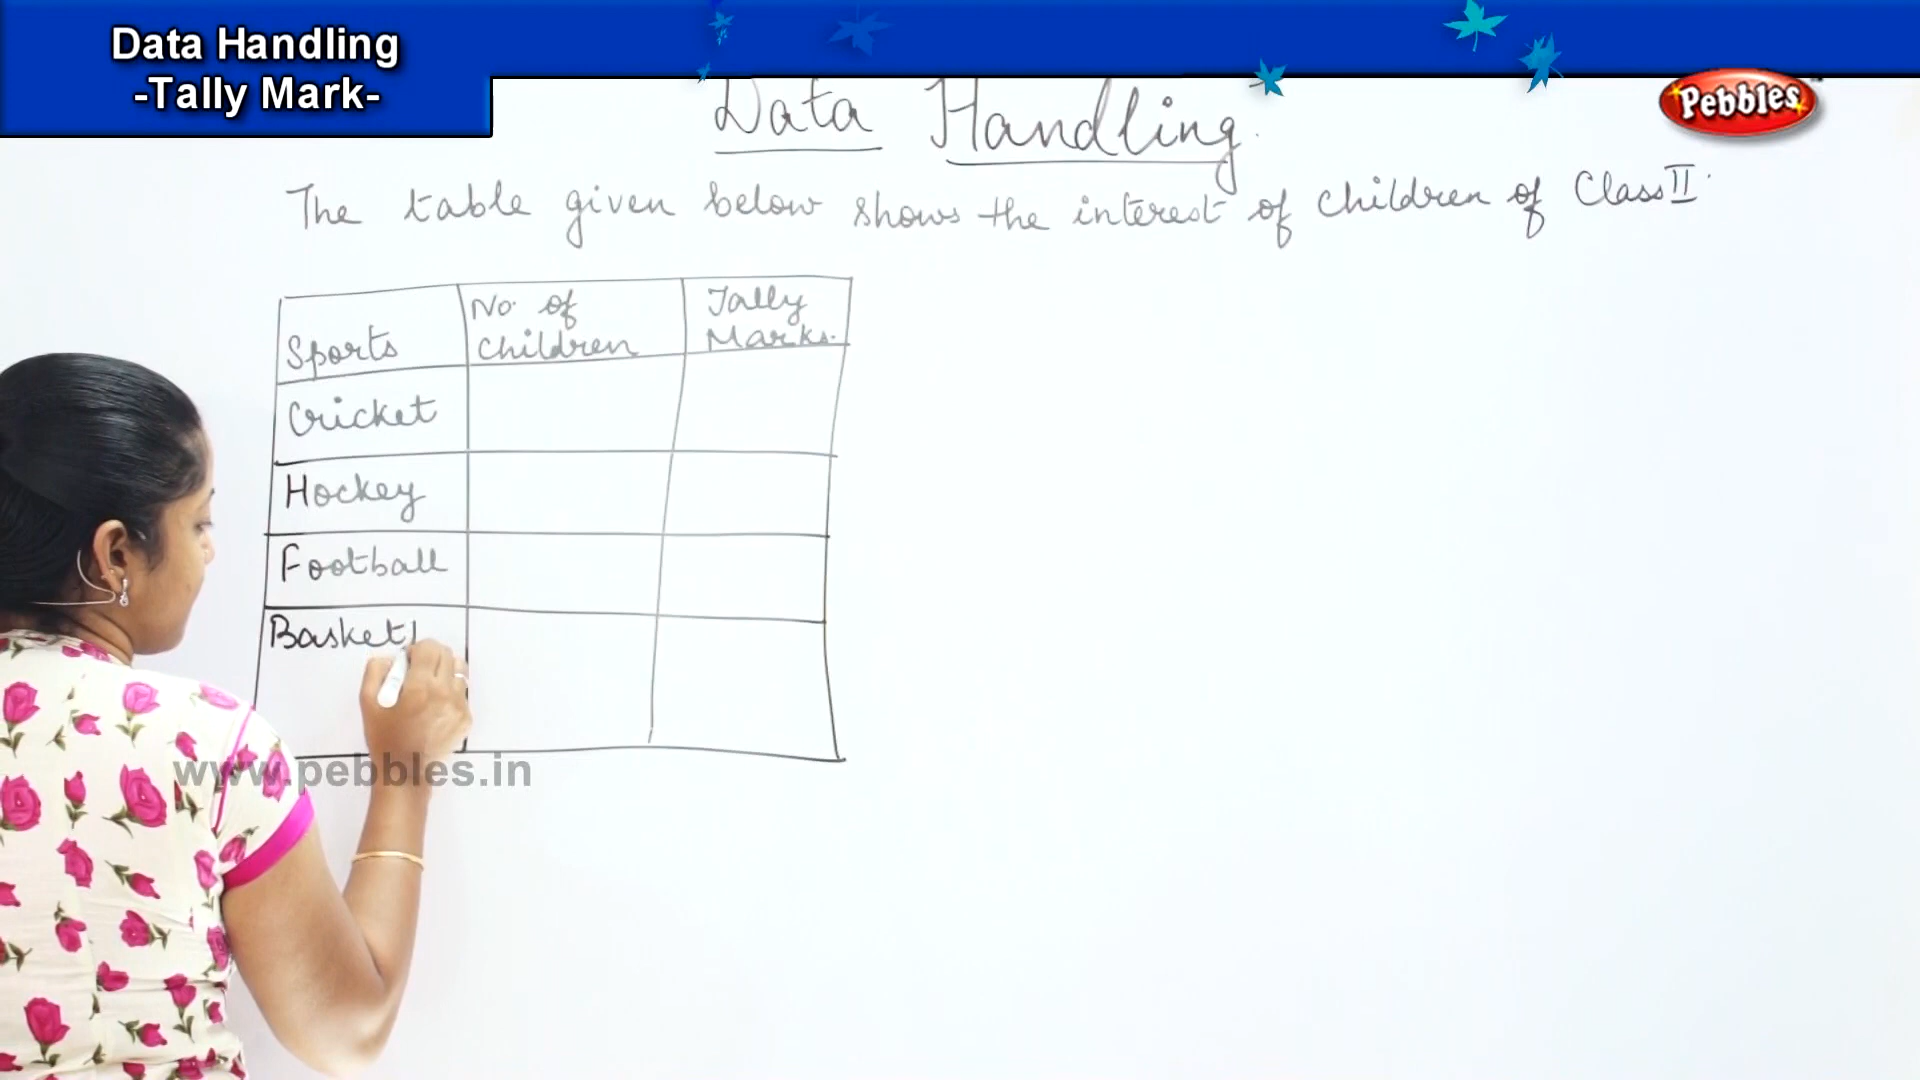 Data Handling
-Tally Mark-
Pebbles
Data Handling
The table given below shows the interest of children of Class II.
Sports
No. of
children
Tally
Marks.
Cricket
Hockey
Football
Basket
www.pebbles.in